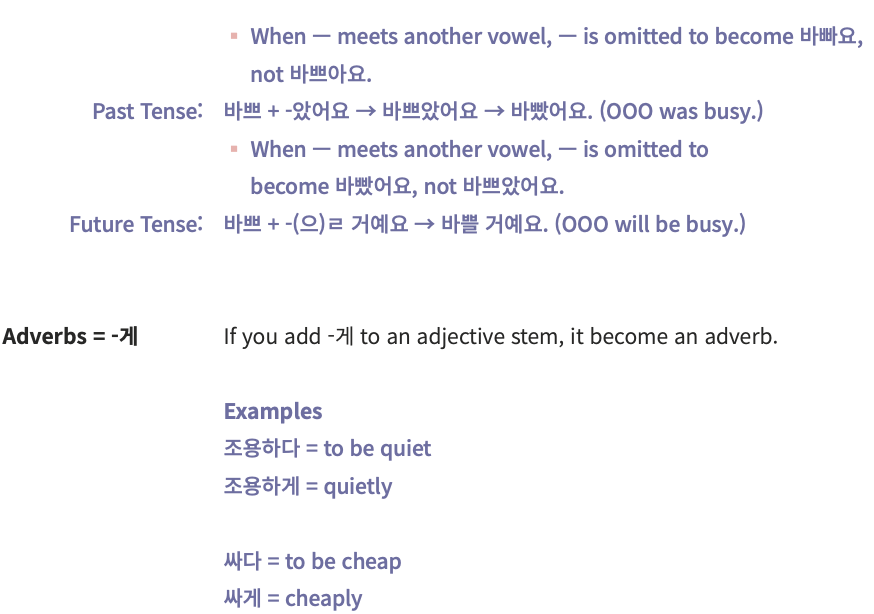 ▪ When ㅡ meets another vowel, ㅡ is omitted to become 바빠요,
not 바쁘아요.
Past Tense: 바쁘 + -았어요 → 바쁘았어요 → 바빴어요. (OOO was busy.)
▪ When ㅡ meets another vowel, ㅡ is omitted to
become 바빴어요, not 바쁘았어요.
Future Tense: 바쁘 + -(으)ㄹ 거예요 → 바쁠 거예요. (OOO will be busy.)
Adverbs = -게 If you add -게 to an adjective stem, it become an adverb.
Examples
조용하다 = to be quiet
조용하게 = quietly
싸다 = to be cheap
싸게 = cheaply